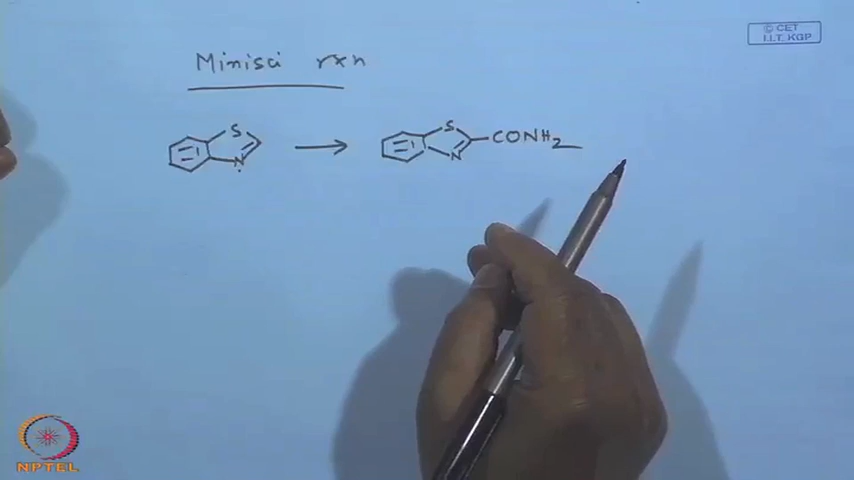 © CET
I.I.T. KGP
Minisci rxn
S
N
S
N
CONH2
NPTEL